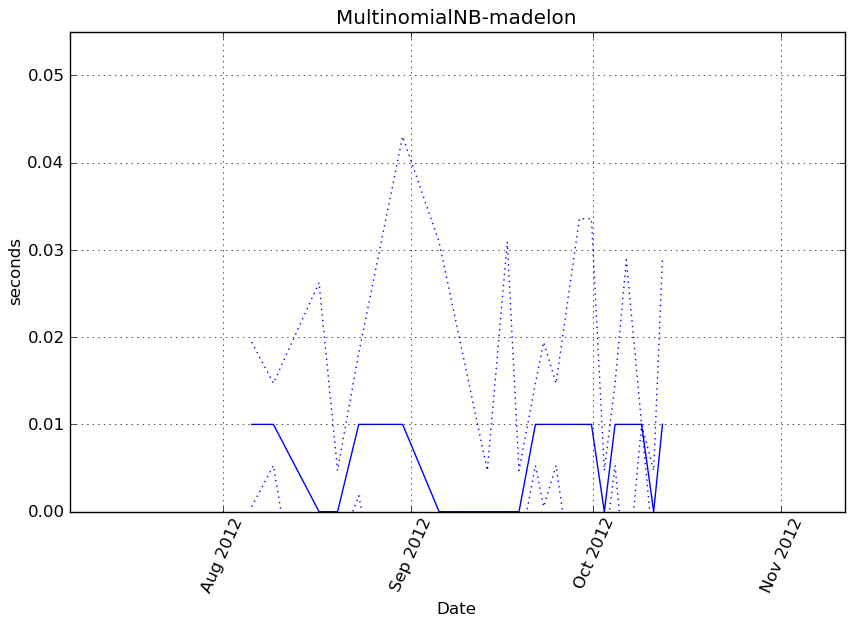 MultinomialNB-madelon
0.05
0.04
0.03
0.02
0.01
0.00
seconds
Aug 2012
Sep 2012
Oct 2012
Nov 2012
Date